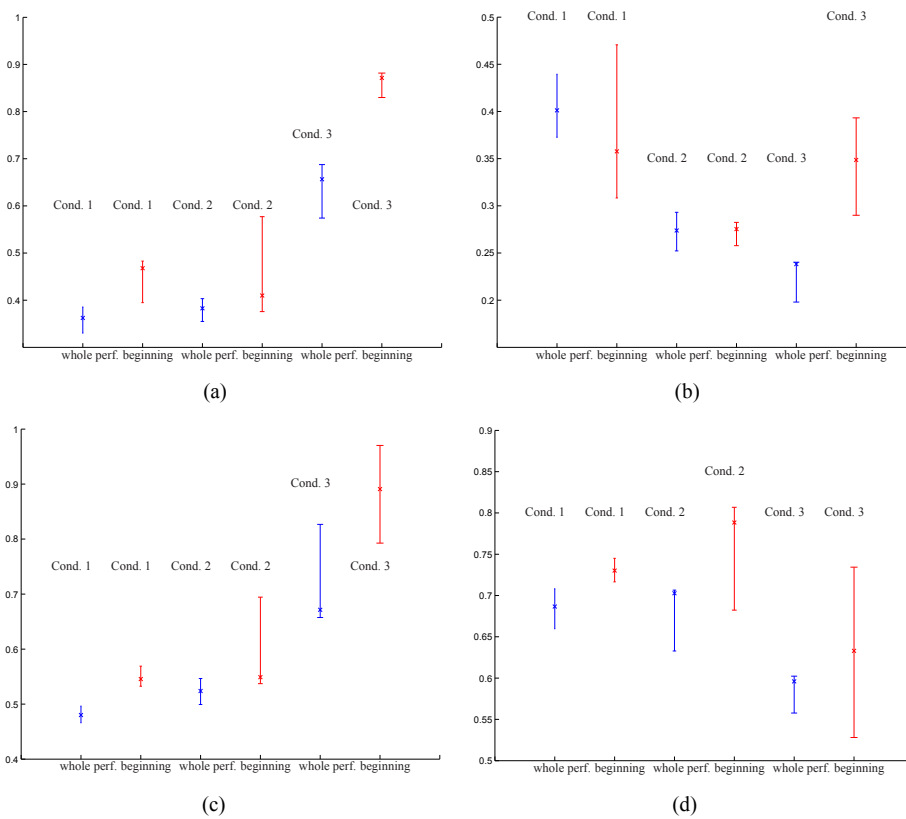 1
0.9
0.8
0.7
0.6
0.5
0.4
Cond. 3
Cond. 1 Cond. 1 Cond. 2 Cond. 2 Cond. 3
whole perf. beginning whole perf. beginning whole perf. beginning
(a)
0.5
0.45
0.4
0.35
0.3
0.25
0.2
Cond. 1 Cond. 1 Cond. 3
Cond. 2 Cond. 2 Cond. 3
whole perf. beginning whole perf. beginning whole perf. beginning
(b)
1
0.9
0.8
0.7
0.6
0.5
0.4
Cond. 3
Cond. 1 Cond. 1 Cond. 2 Cond. 2 Cond. 3
whole perf. beginning whole perf. beginning whole perf. beginning
(c)
0.9
0.85
0.8
0.75
0.7
0.65
0.6
0.55
0.5
Cond. 2
Cond. 1 Cond. 1 Cond. 2 Cond. 3 Cond. 3
whole perf. beginning whole perf. beginning whole perf. beginning
(d)